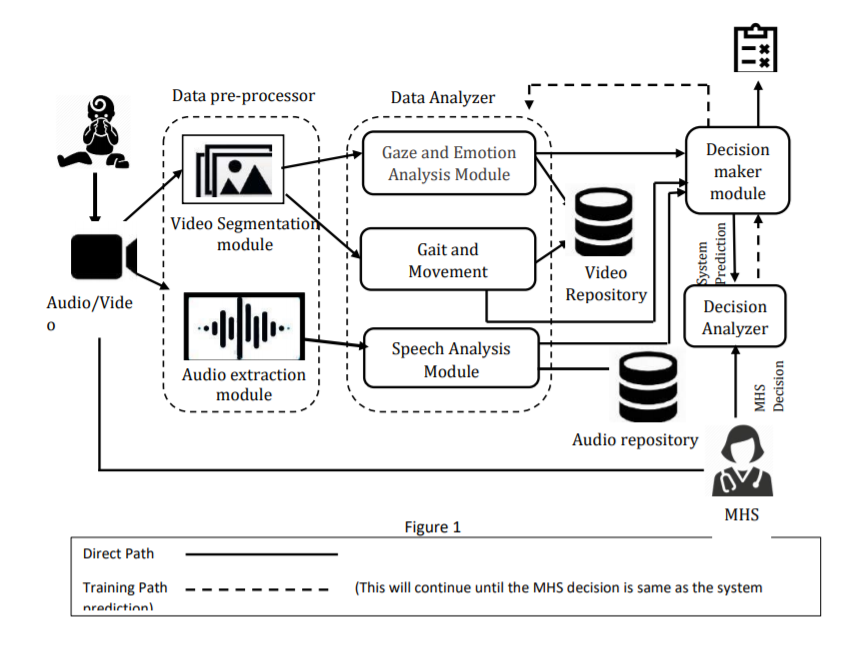 Data pre-processor
Data Analyzer
Gaze and Emotion
Analysis Module
Decision
maker
module
Video Segmentation
module
Gait and
Movement
Video
Repository
System
Prediction
Audio/Vide
o
Decision
Analyzer
Speech Analysis
Module
Audio extraction
module
MHS
Decision
Audio repository
MHS
Figure 1
Direct Path
Training Path (This will continue until the MHS decision is same as the system
prediction)